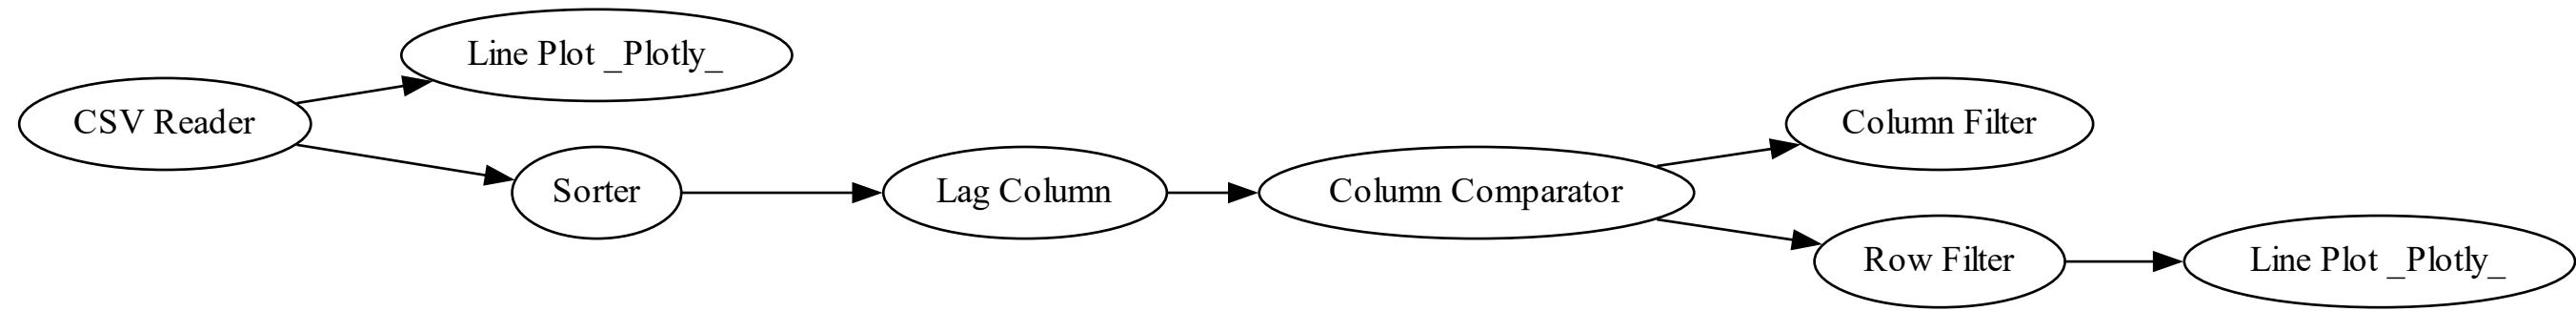 Line Plot _Plotly_
CSV Reader
Column Filter
Sorter
Lag Column
Column Comparator
Row Filter
Line Plot _Plotly_